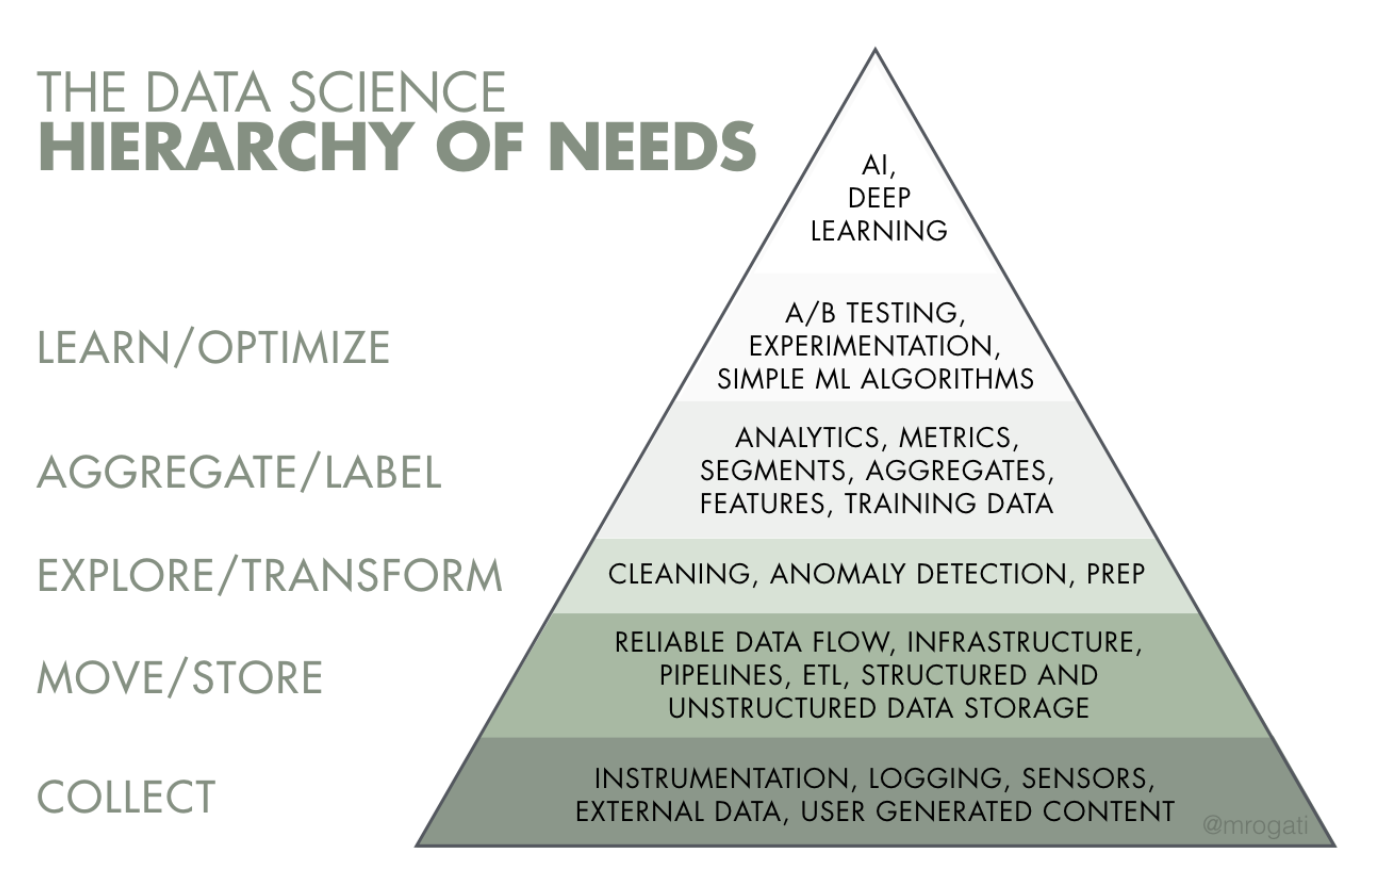 THE DATA SCIENCE
HIERARCHY OF NEEDS
AI,
DEEP
LEARNING
LEARN/OPTIMIZE
A/B TESTING,
EXPERIMENTATION,
SIMPLE ML ALGORITHMS
AGGREGATE/LABEL
ANALYTICS, METRICS,
SEGMENTS, AGGREGATES,
FEATURES, TRAINING DATA
EXPLORE/TRANSFORM
CLEANING, ANOMALY DETECTION, PREP
MOVE/STORE
RELIABLE DATA FLOW, INFRASTRUCTURE,
PIPELINES, ETL, STRUCTURED AND
UNSTRUCTURED DATA STORAGE
COLLECT
INSTRUMENTATION, LOGGING, SENSORS,
EXTERNAL DATA, USER GENERATED CONTENT
@mrogati